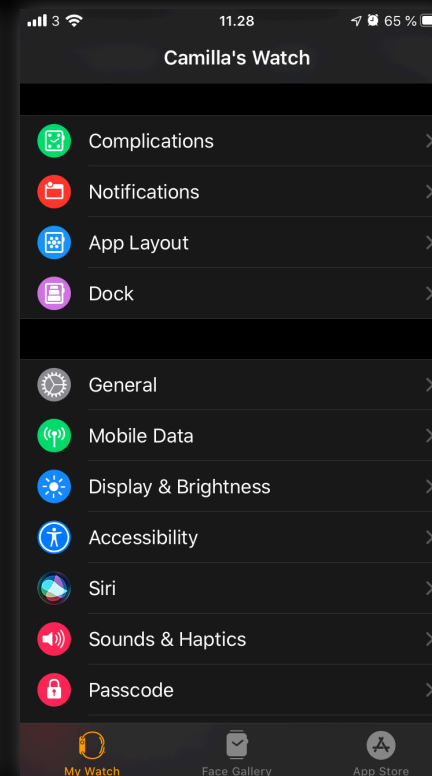 3 11.28 65 %
Camilla's Watch
Complications
Notifications
App Layout
Dock
General
Mobile Data
Display & Brightness
Accessibility
Siri
Sounds & Haptics
Passcode
My Watch Face Gallery App Store